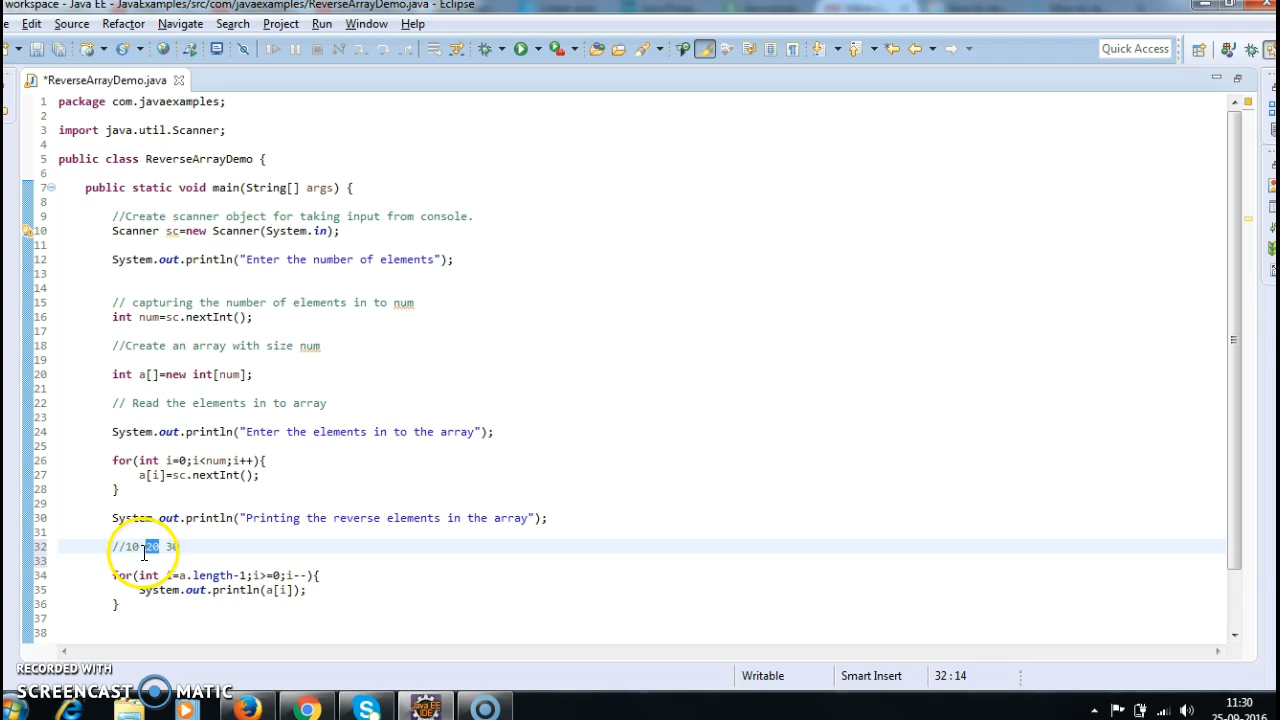 workspace - Java EE - JavaExamples/src/com/javaexamples/ReverseArrayDemo.java - Eclipse
Edit Source Refactor Navigate Search Project Run Window Help
Quick Access
*ReverseArrayDemo.java
1 package com.javaexamples;
2
3 import java.util.Scanner;
4
5 public class ReverseArrayDemo {
6
7 public static void main(String[] args) {
8
9 //Create scanner object for taking input from console.
10 Scanner sc=new Scanner(System.in);
11
12 System.out.println("Enter the number of elements");
13
14
15 // capturing the number of elements in to num
16 int num=sc.nextInt();
17
18 //Create an array with size num
19
20 int a[]=new int[num];
21
22 // Read the elements in to array
23
24 System.out.println("Enter the elements in to the array");
25
26 for(int i=0;i<num;i++){
27 a[i]=sc.nextInt();
28 }
29
30 System.out.println("Printing the reverse elements in the array");
31
32 //10 20 30
33
34 for(int i=a.length-1;i>=0;i--){
35 System.out.println(a[i]);
36 }
37
38
Writable Smart Insert 32:14
RECORDED WITH
SCREENCAST MATIC
Java EE
IDE
11:30
25-09-2016